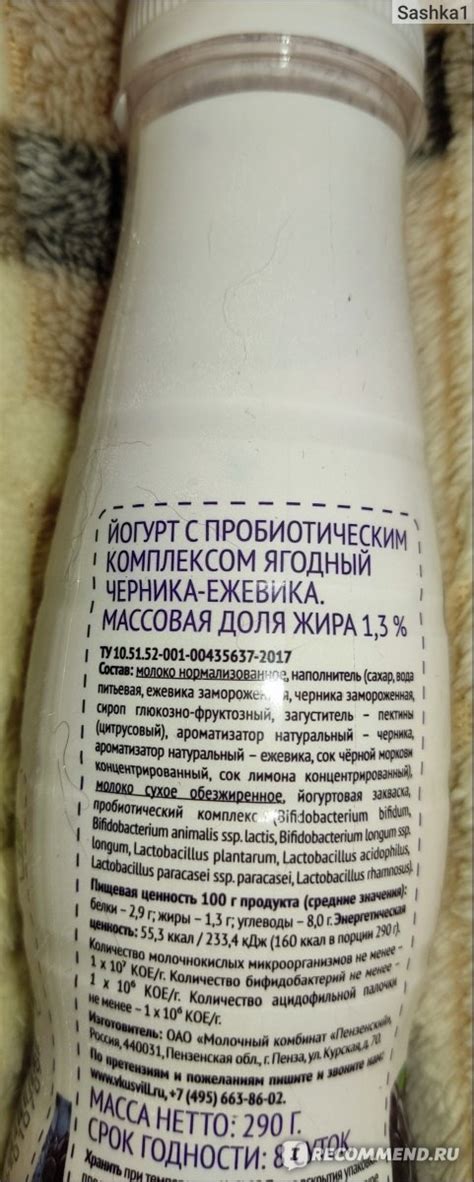 Sashka1
ЙОГУРТ С ПРОБИОТИЧЕСКИМ
КОМПЛЕКСОМ ЯГОДНЫЙ
ЧЕРНИКА-ЕЖЕВИКА.
МАССОВАЯ ДОЛЯ ЖИРА 1,3 %
ТУ 10.51.52-001-00435637-2017
Состав: молоко нормализованное, наполнитель (сахар, вода
питьевая, ежевика замороженная, черника замороженная,
сироп глюкозно-фруктозный, загуститель – пектины
(цитрусовый), ароматизатор натуральный – черника,
ароматизатор натуральный – ежевика, сок чёрной моркови
концентрированный, сок лимона концентрированный),
молоко сухое обезжиренное, йогуртовая закваска,
пробиотический комплекс (Bifidobacterium bifidum,
Bifidobacterium animalis ssp. lactis, Bifidobacterium longum ssp.
longum, Lactobacillus plantarum, Lactobacillus acidophilus,
Lactobacillus paracasei ssp. paracasei, Lactobacillus rhamnosus).
Пищевая ценность 100 г продукта (средние значения):
белки – 2,9 г; жиры – 1,3 г; углеводы – 8,0 г. Энергетическая
ценность: 55,3 ккал / 233,4 кДж (160 ккал в порции 290 г).
Количество молочнокислых микроорганизмов не менее –
1 x 10⁷ КОЕ/г. Количество бифидобактерий не менее –
1 x 10⁶ КОЕ/г. Количество ацидофильной палочки
не менее – 1 x 10⁶ КОЕ/г.
Изготовитель: ОАО «Молочный комбинат «Пензенский»,
Россия, 440031, Пензенская обл., г. Пенза, ул. Курская, д. 70.
По претензиям и пожеланиям пишите и звоните нам:
www.vkusvill.ru, +7 (495) 663-86-02.
МАССА НЕТТО: 290 Г.
СРОК ГОДНОСТИ: 8 СУТОК
Хранить при
IRECOMMEND.RU